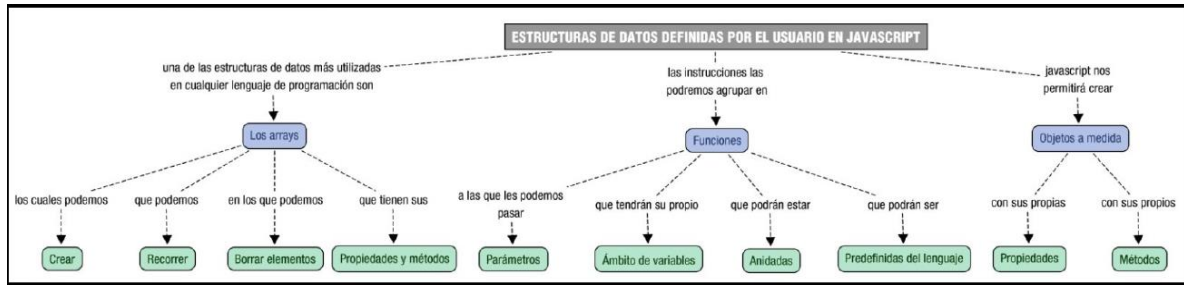 ESTRUCTURAS DE DATOS DEFINIDAS POR EL USUARIO EN JAVASCRIPT
una de las estructuras de datos más utilizadas
en cualquier lenguaje de programación son
las instrucciones las
podremos agrupar en
javascript nos
permitirá crear
Los arrays
Funciones
Objetos a medida
los cuales podemos
que podemos
en los que podemos
que tienen sus
a las que les podemos
pasar
que tendrán su propio
que podrán estar
que podrán ser
con sus propias
con sus propios
Crear
Recorrer
Borrar elementos
Propiedades y métodos
Parámetros
Ámbito de variables
Anidadas
Predefinidas del lenguaje
Propiedades
Métodos